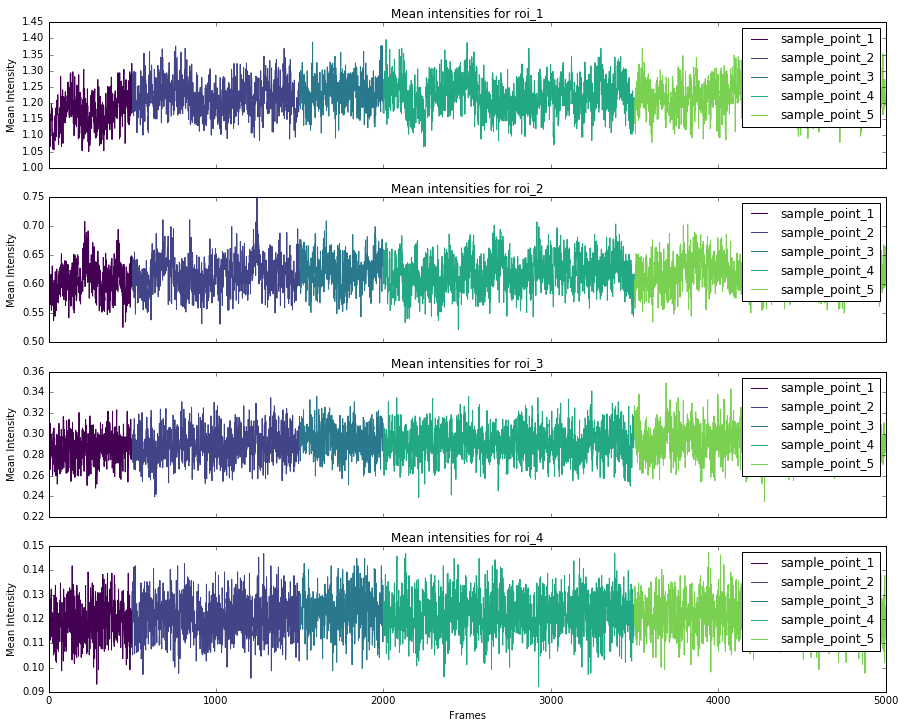 Mean intensities for roi_1
1.45
1.40
1.35
1.30
1.25
1.20
1.15
1.10
1.05
1.00
Mean Intensity
sample_point_1
sample_point_2
sample_point_3
sample_point_4
sample_point_5
Mean intensities for roi_2
0.75
0.70
0.65
0.60
0.55
0.50
Mean Intensity
sample_point_1
sample_point_2
sample_point_3
sample_point_4
sample_point_5
Mean intensities for roi_3
0.36
0.34
0.32
0.30
0.28
0.26
0.24
0.22
Mean Intensity
sample_point_1
sample_point_2
sample_point_3
sample_point_4
sample_point_5
Mean intensities for roi_4
0.15
0.14
0.13
0.12
0.11
0.10
0.09
Mean Intensity
sample_point_1
sample_point_2
sample_point_3
sample_point_4
sample_point_5
0 1000 2000 3000 4000 5000
Frames